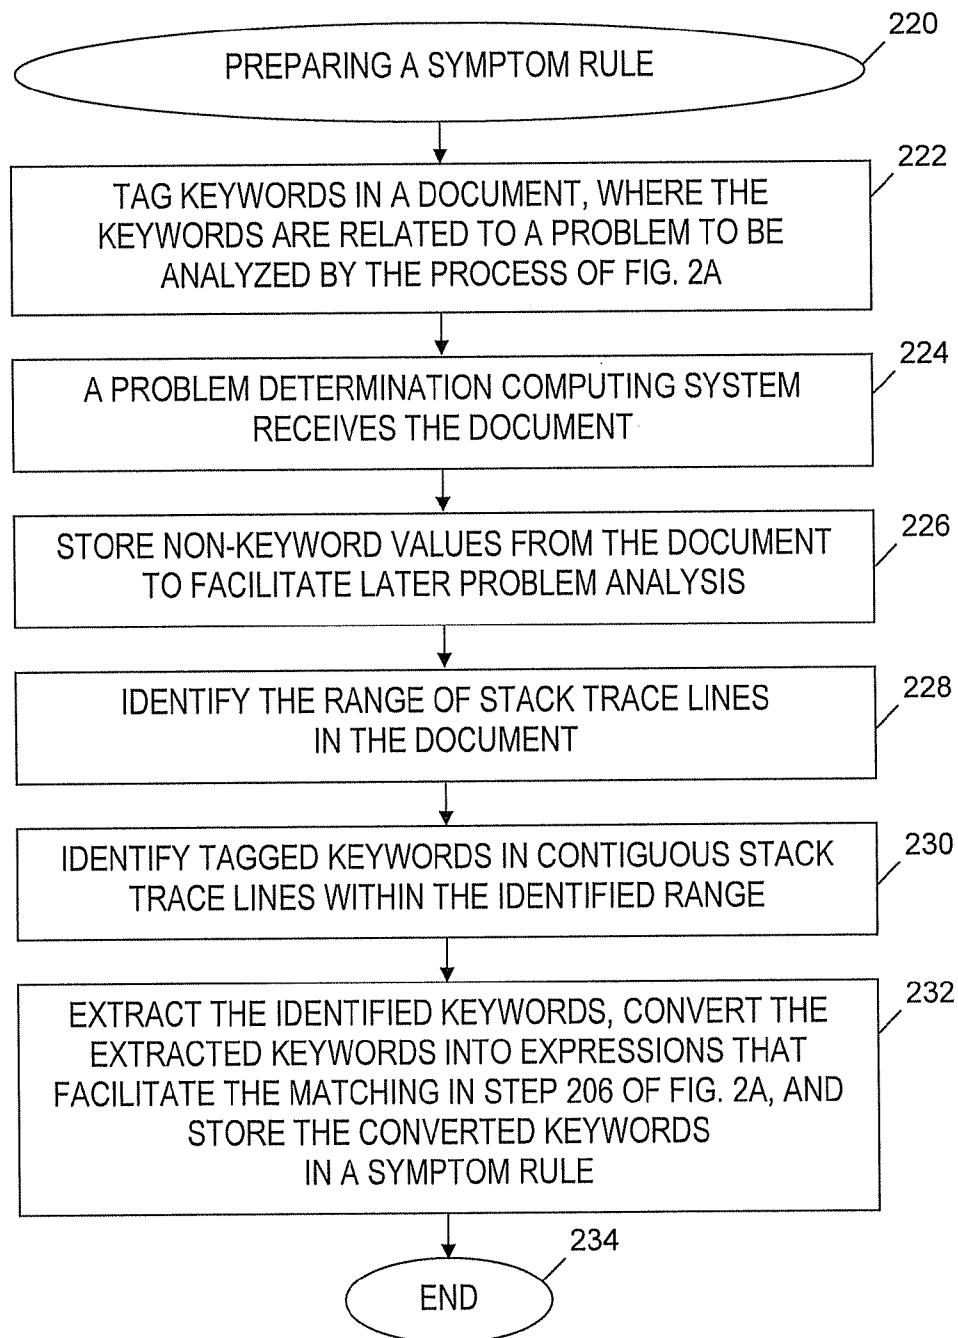 220
PREPARING A SYMPTOM RULE
222
TAG KEYWORDS IN A DOCUMENT, WHERE THE
KEYWORDS ARE RELATED TO A PROBLEM TO BE
ANALYZED BY THE PROCESS OF FIG. 2A
224
A PROBLEM DETERMINATION COMPUTING SYSTEM
RECEIVES THE DOCUMENT
226
STORE NON-KEYWORD VALUES FROM THE DOCUMENT
TO FACILITATE LATER PROBLEM ANALYSIS
228
IDENTIFY THE RANGE OF STACK TRACE LINES
IN THE DOCUMENT
230
IDENTIFY TAGGED KEYWORDS IN CONTIGUOUS STACK
TRACE LINES WITHIN THE IDENTIFIED RANGE
232
EXTRACT THE IDENTIFIED KEYWORDS, CONVERT THE
EXTRACTED KEYWORDS INTO EXPRESSIONS THAT
FACILITATE THE MATCHING IN STEP 206 OF FIG. 2A, AND
STORE THE CONVERTED KEYWORDS
IN A SYMPTOM RULE
234
END